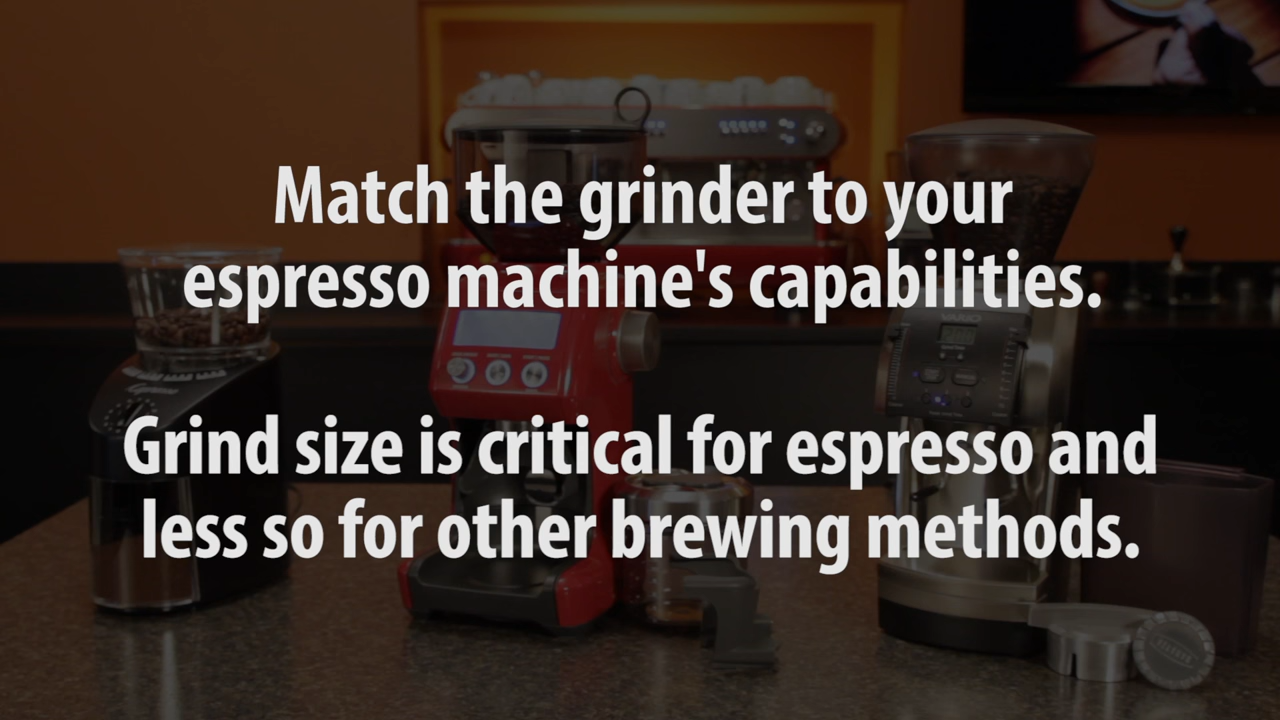 Match the grinder to your
espresso machine's capabilities.
VARIO
Grind size is critical for espresso and
less so for other brewing methods.